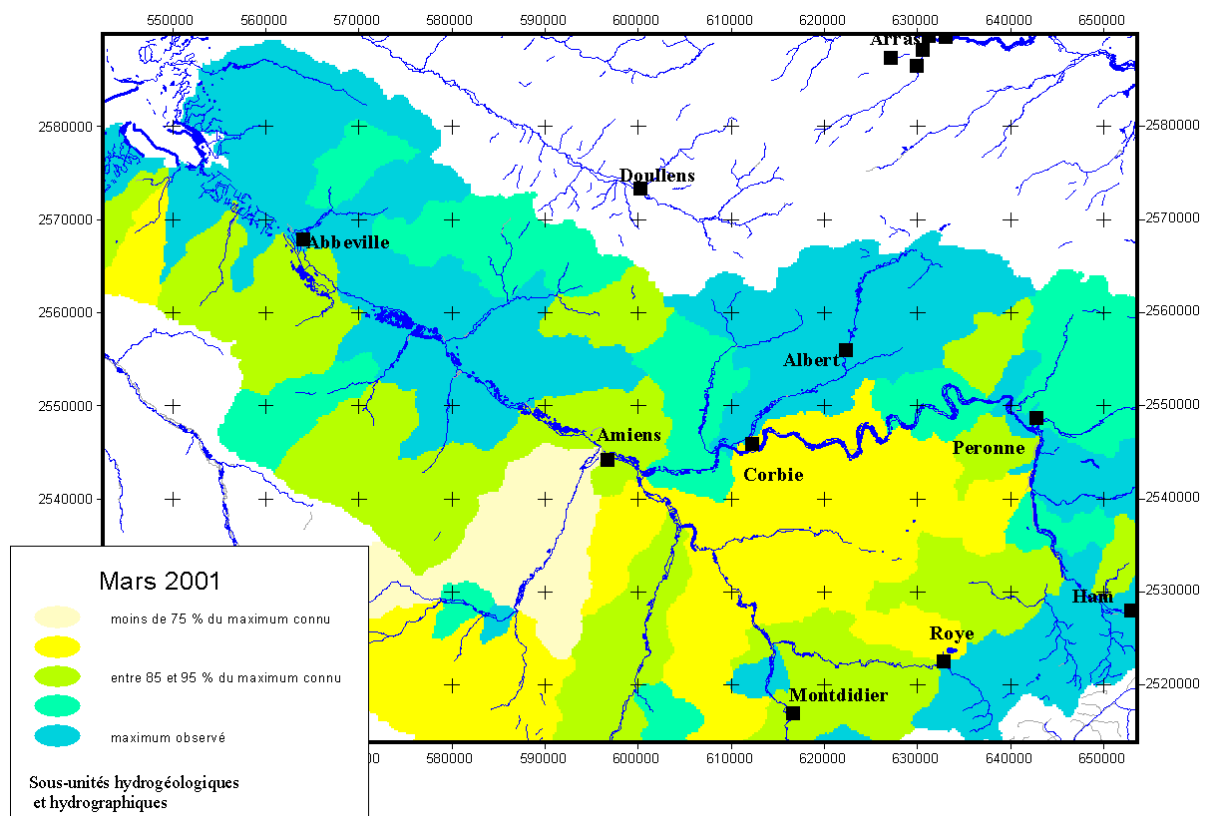 550000 560000 570000 580000 590000 600000 610000 620000 630000 640000 650000
Arras
2580000 2580000
Doullens
2570000 2570000
Abbeville
2560000 2560000
Albert
2550000 2550000
Amiens
Peronne
Corbie
2540000 2540000
2530000
Ham
Roye
2520000
Montdidier
580000 590000 600000 610000 620000 630000 640000 650000
Mars 2001
moins de 75 % du maximum connu
entre 85 et 95 % du maximum connu
maximum observé
Sous-unités hydrogéologiques
et hydrographiques